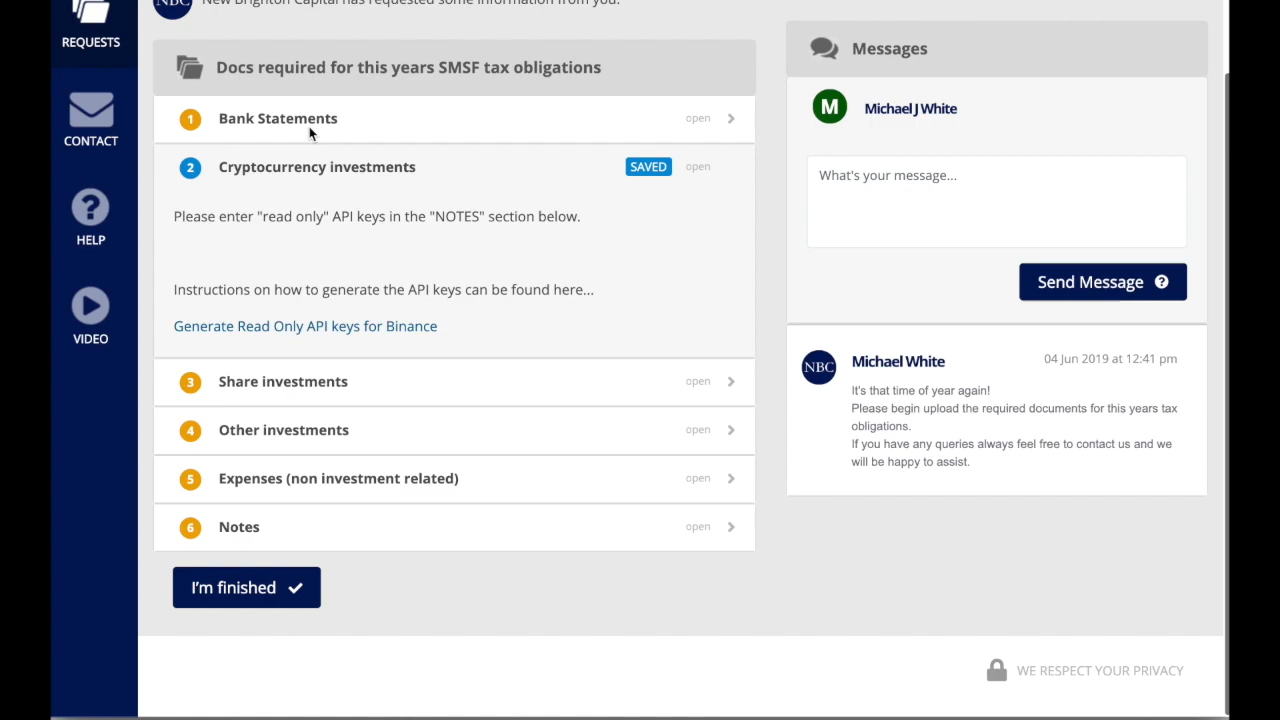 NBC New Brighton Capital has requested some information from you.
REQUESTS
CONTACT
HELP
VIDEO
Docs required for this years SMSF tax obligations
1 Bank Statements open
2 Cryptocurrency investments SAVED open
Please enter "read only" API keys in the "NOTES" section below.
Instructions on how to generate the API keys can be found here...
Generate Read Only API keys for Binance
3 Share investments open
4 Other investments open
5 Expenses (non investment related) open
6 Notes open
I'm finished
Messages
M Michael J White
What's your message...
Send Message ?
NBC Michael White 04 Jun 2019 at 12:41 pm
It's that time of year again!
Please begin upload the required documents for this years tax
obligations.
If you have any queries always feel free to contact us and we
will be happy to assist.
WE RESPECT YOUR PRIVACY